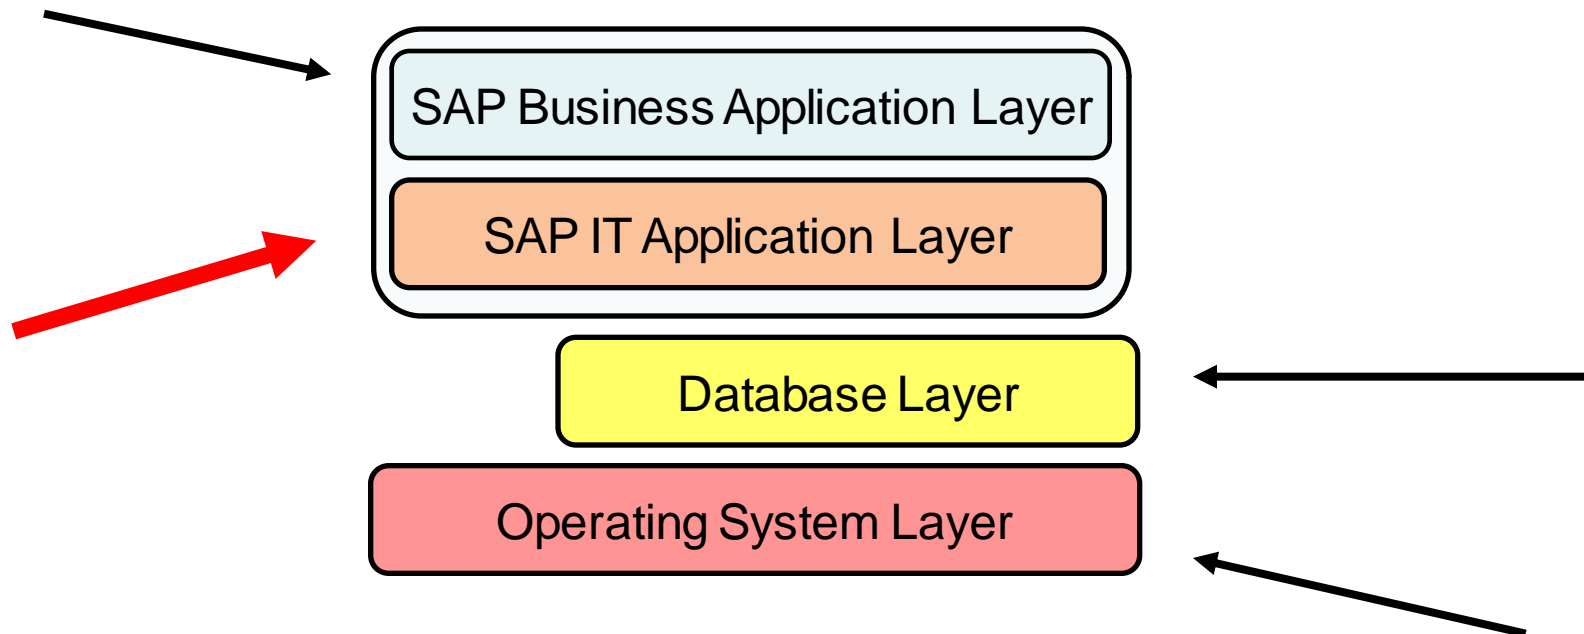 SAP Business Application Layer
SAP IT Application Layer
Database Layer
Operating System Layer